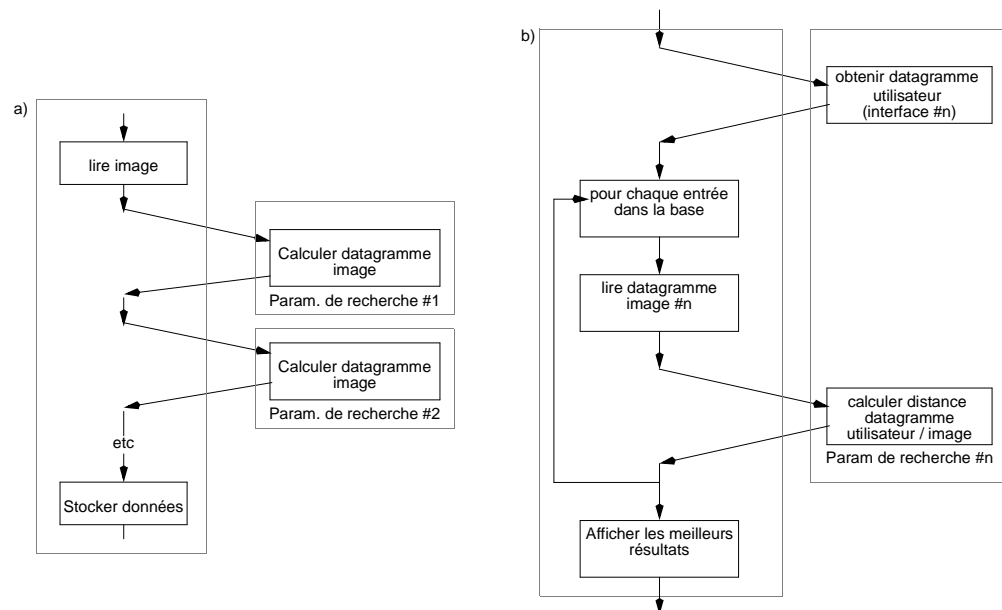 a)
lire image
Calculer datagramme
image
Param. de recherche #1
Calculer datagramme
image
Param. de recherche #2
etc
Stocker données
b)
obtenir datagramme
utilisateur
(interface #n)
pour chaque entrée
dans la base
lire datagramme
image #n
calculer distance
datagramme
utilisateur / image
Param de recherche #n
Afficher les meilleurs
résultats